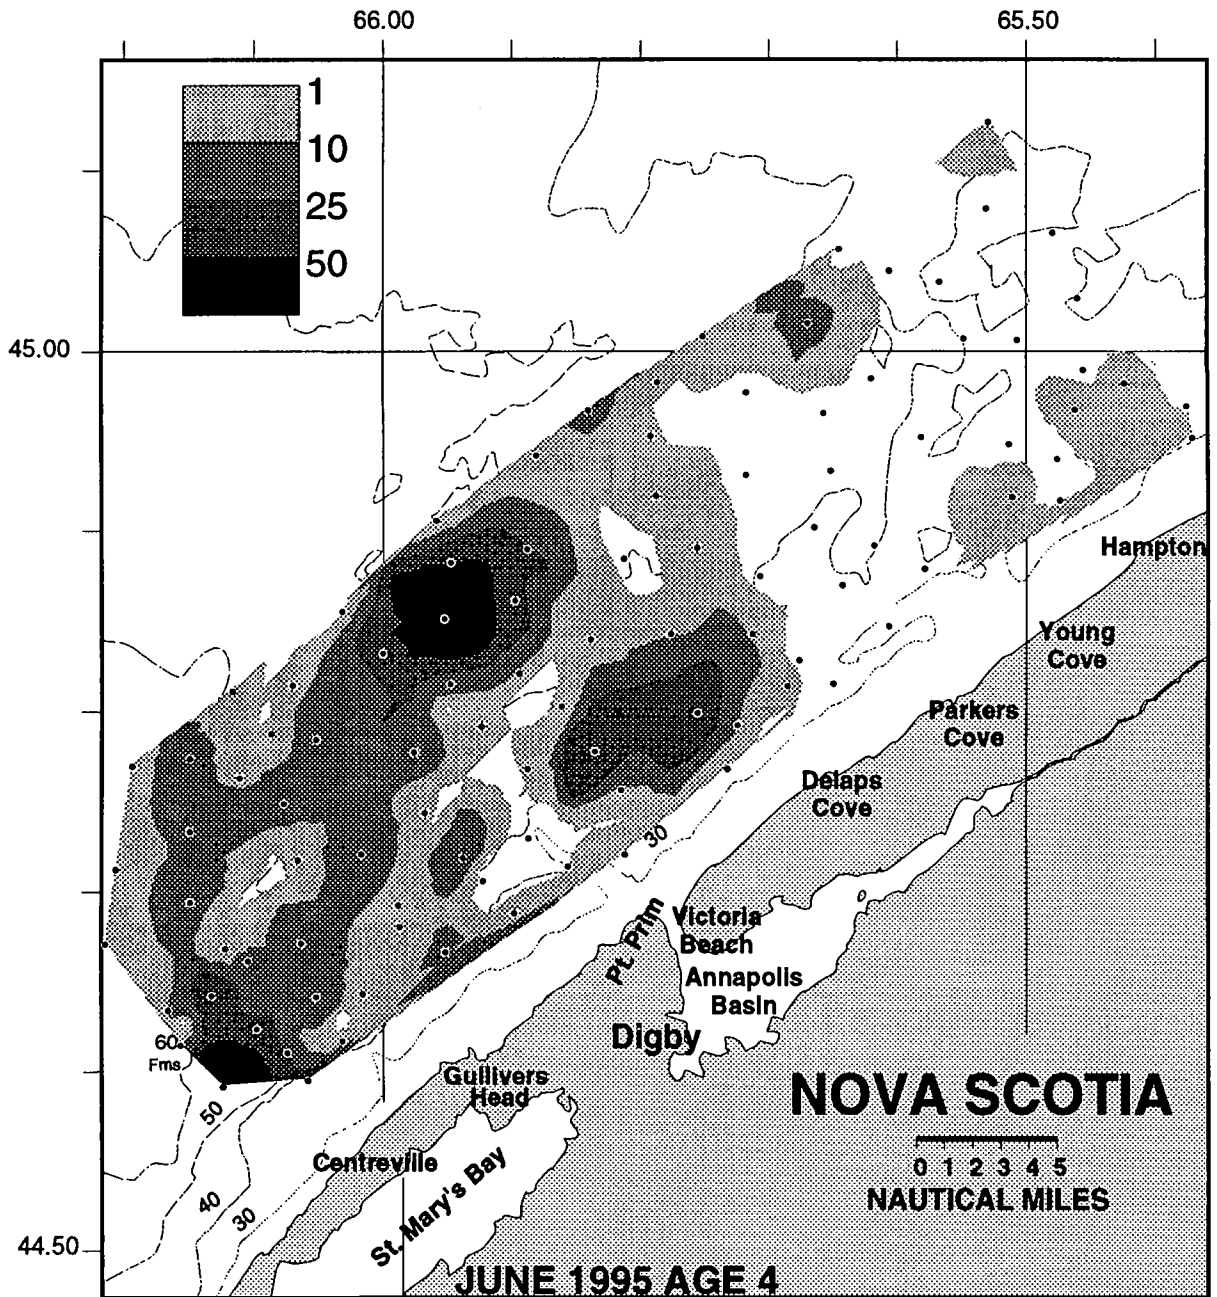 66.00
65.50
1
10
25
50
45.00
Hampton
Young
Cove
Parkers
Cove
Delaps
Cove
30
Pt. Prim
Victoria
Beach
Annapolis
Basin
Digby
60
Fms
50
Gullivers
Head
NOVA SCOTIA
0 1 2 3 4 5
NAUTICAL MILES
Centreville
St. Mary's Bay
40
30
44.50
JUNE 1995 AGE 4